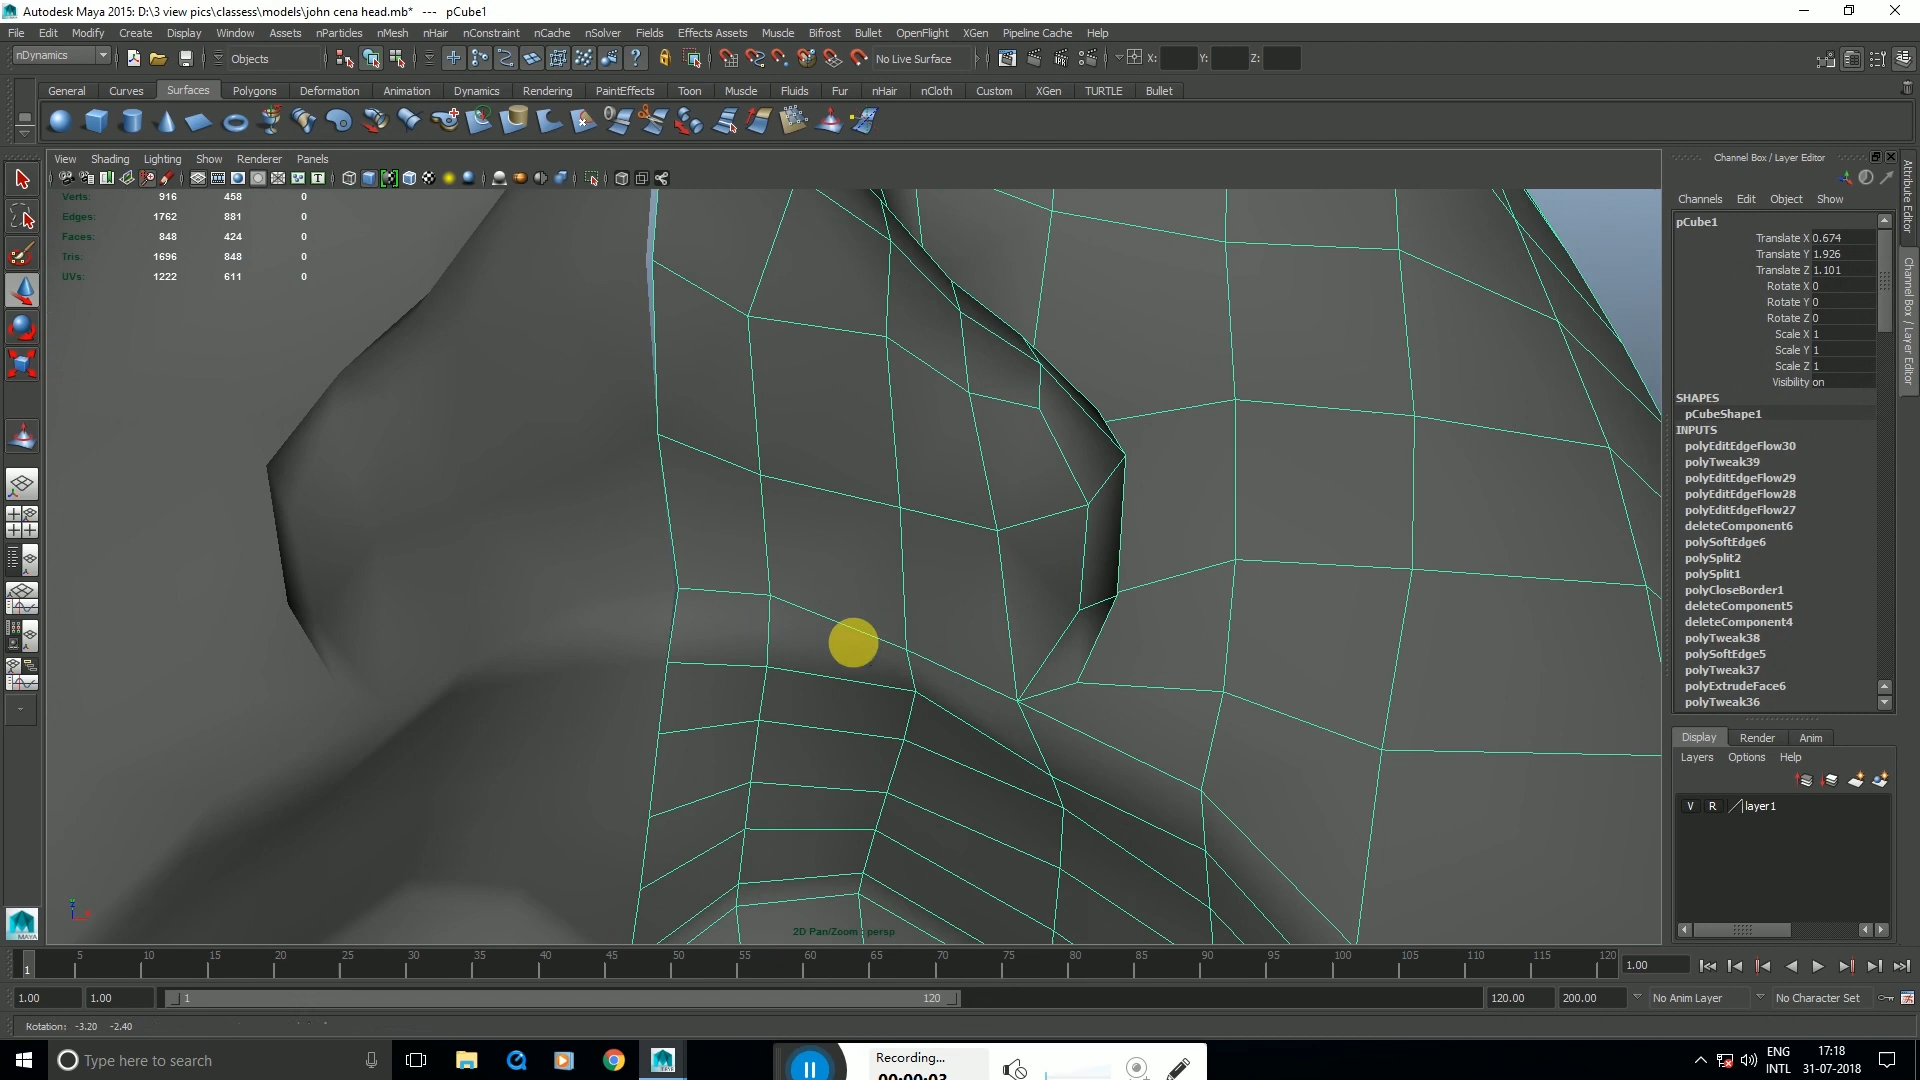 Autodesk Maya 2015: D:\3 view pics\classess\models\john cena head.mb* --- pCube1
File Edit Modify Create Display Window Assets nParticles nMesh nHair nConstraint nCache nSolver Fields Effects Assets Muscle Bifrost Bullet OpenFlight XGen Pipeline Cache Help
nDynamics Objects No Live Surface X: Y: Z:
General Curves Surfaces Polygons Deformation Animation Dynamics Rendering PaintEffects Toon Muscle Fluids Fur nHair nCloth Custom XGen TURTLE Bullet
View Shading Lighting Show Renderer Panels
Verts: 916 458 0
Edges: 1762 881 0
Faces: 848 424 0
Tris: 1696 848 0
UVs: 1222 611 0
2D Pan/Zoom : persp
MAYA
Channel Box / Layer Editor
Channels Edit Object Show
pCube1
Translate X 0.674
Translate Y 1.926
Translate Z 1.101
Rotate X 0
Rotate Y 0
Rotate Z 0
Scale X 1
Scale Y 1
Scale Z 1
Visibility on
SHAPES
pCubeShape1
INPUTS
polyEditEdgeFlow30
polyTweak39
polyEditEdgeFlow29
polyEditEdgeFlow28
polyEditEdgeFlow27
deleteComponent6
polySoftEdge6
polySplit2
polySplit1
polyCloseBorder1
deleteComponent5
deleteComponent4
polyTweak38
polySoftEdge5
polyTweak37
polyExtrudeFace6
polyTweak36
Display Render Anim
Layers Options Help
V R layer1
Attribute Editor
Channel Box / Layer Editor
1 5 10 15 20 25 30 35 40 45 50 55 60 65 70 75 80 85 90 95 100 105 110 115 120 1.00
1.00 1.00 1 120 120.00 200.00 No Anim Layer No Character Set
Rotation: -3.20 -2.40
Type here to search
Recording...
00:00:03
ENG
INTL
17:18
31-07-2018